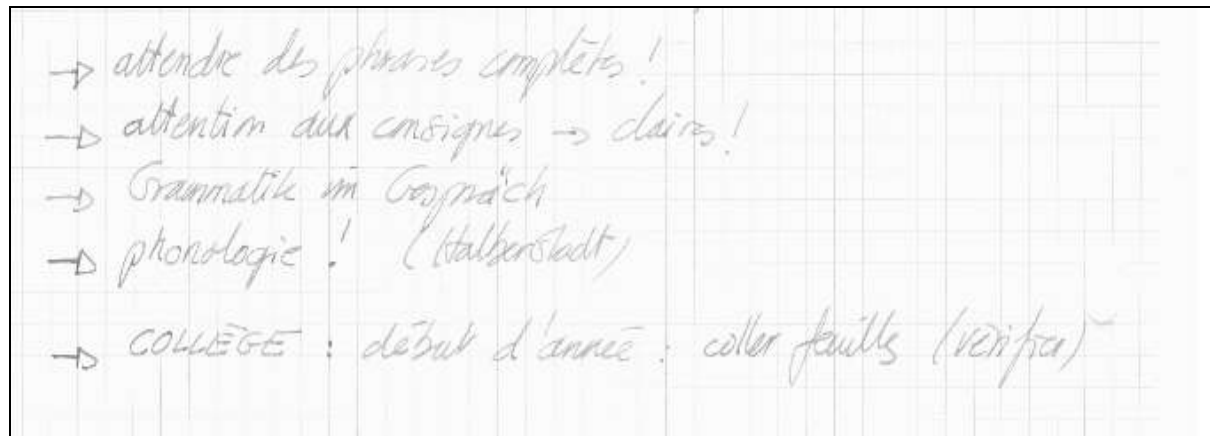 → attendre des phrases complètes !
→ attention aux consignes → claires !
→ Grammatik im Gespräch
→ phonologie ! (Halberstadt)
→ COLLÈGE : début d'année : coller feuilles (vérifier)